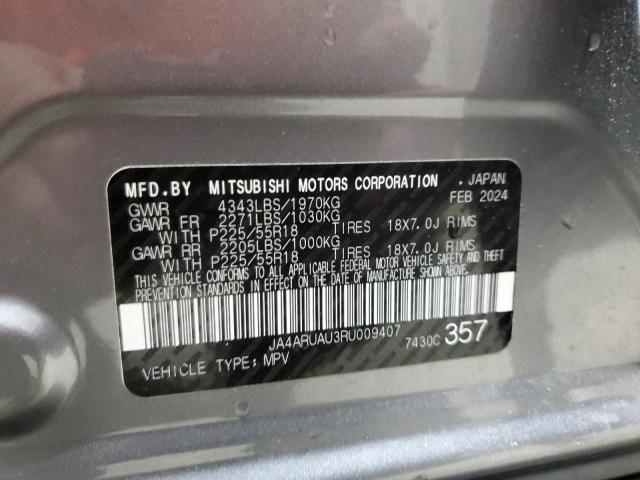 MFD.BY MITSUBISHI MOTORS CORPORATION . JAPAN
GVWR 4343LBS/1970KG FEB 2024
GAWR FR 2271LBS/1030KG
WITH P225/55R18 TIRES 18X7.0J RIMS
GAWR RR 2205LBS/1000KG
WITH P225/55R18 TIRES 18X7.0J RIMS
THIS VEHICLE CONFORMS TO ALL APPLICABLE FEDERAL MOTOR VEHICLE SAFETY AND THEFT
PREVENTION STANDARDS IN EFFECT ON THE DATE OF MANUFACTURE SHOWN ABOVE.
JA4ARUAU3RU009407 7430C 357
VEHICLE TYPE: MPV